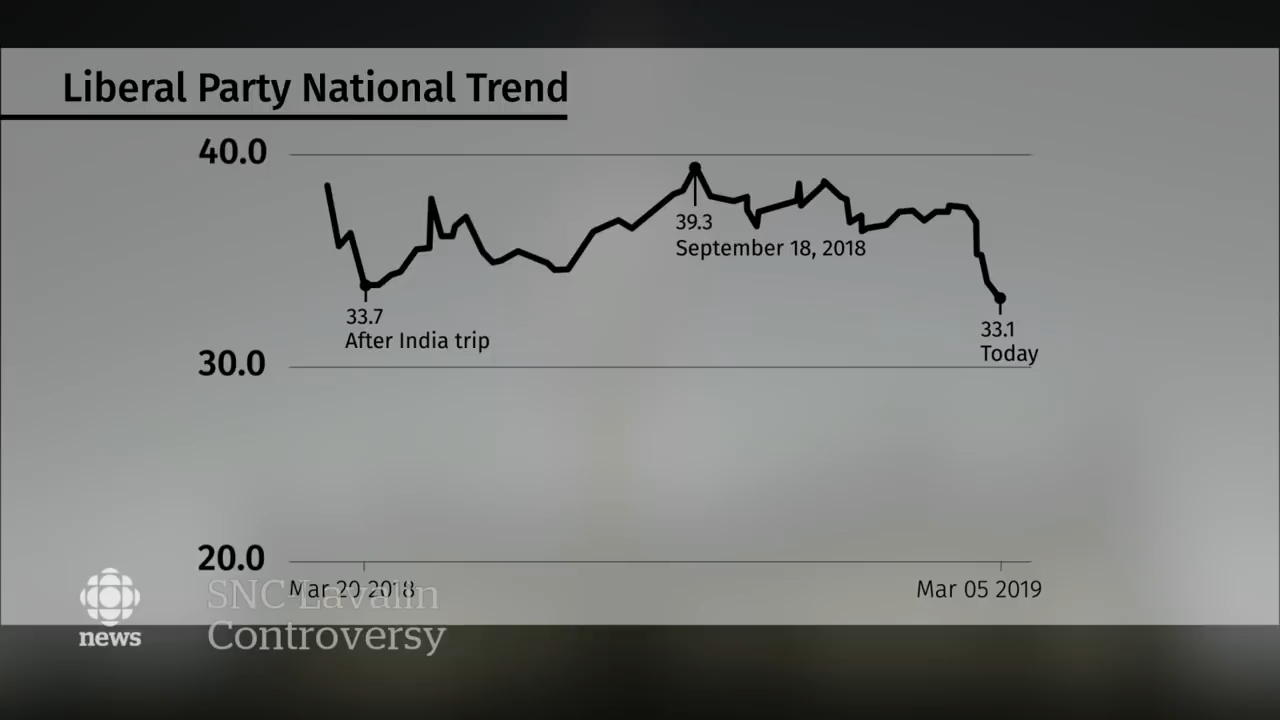 Liberal Party National Trend
40.0
39.3
September 18, 2018
33.7
After India trip
33.1
Today
30.0
20.0
Mar 20 2018
Mar 05 2019
SNC-Lavalin
Controversy
news